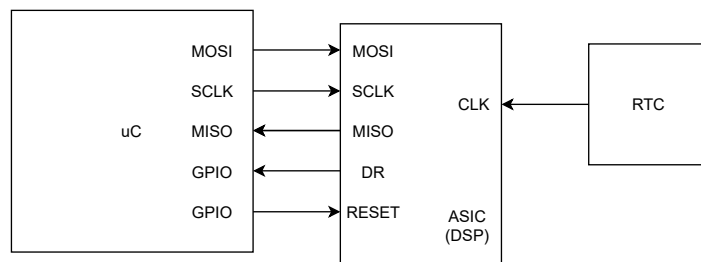 MOSI
MOSI
SCLK
SCLK
CLK
RTC
uC
MISO
MISO
GPIO
DR
GPIO
RESET
ASIC
(DSP)